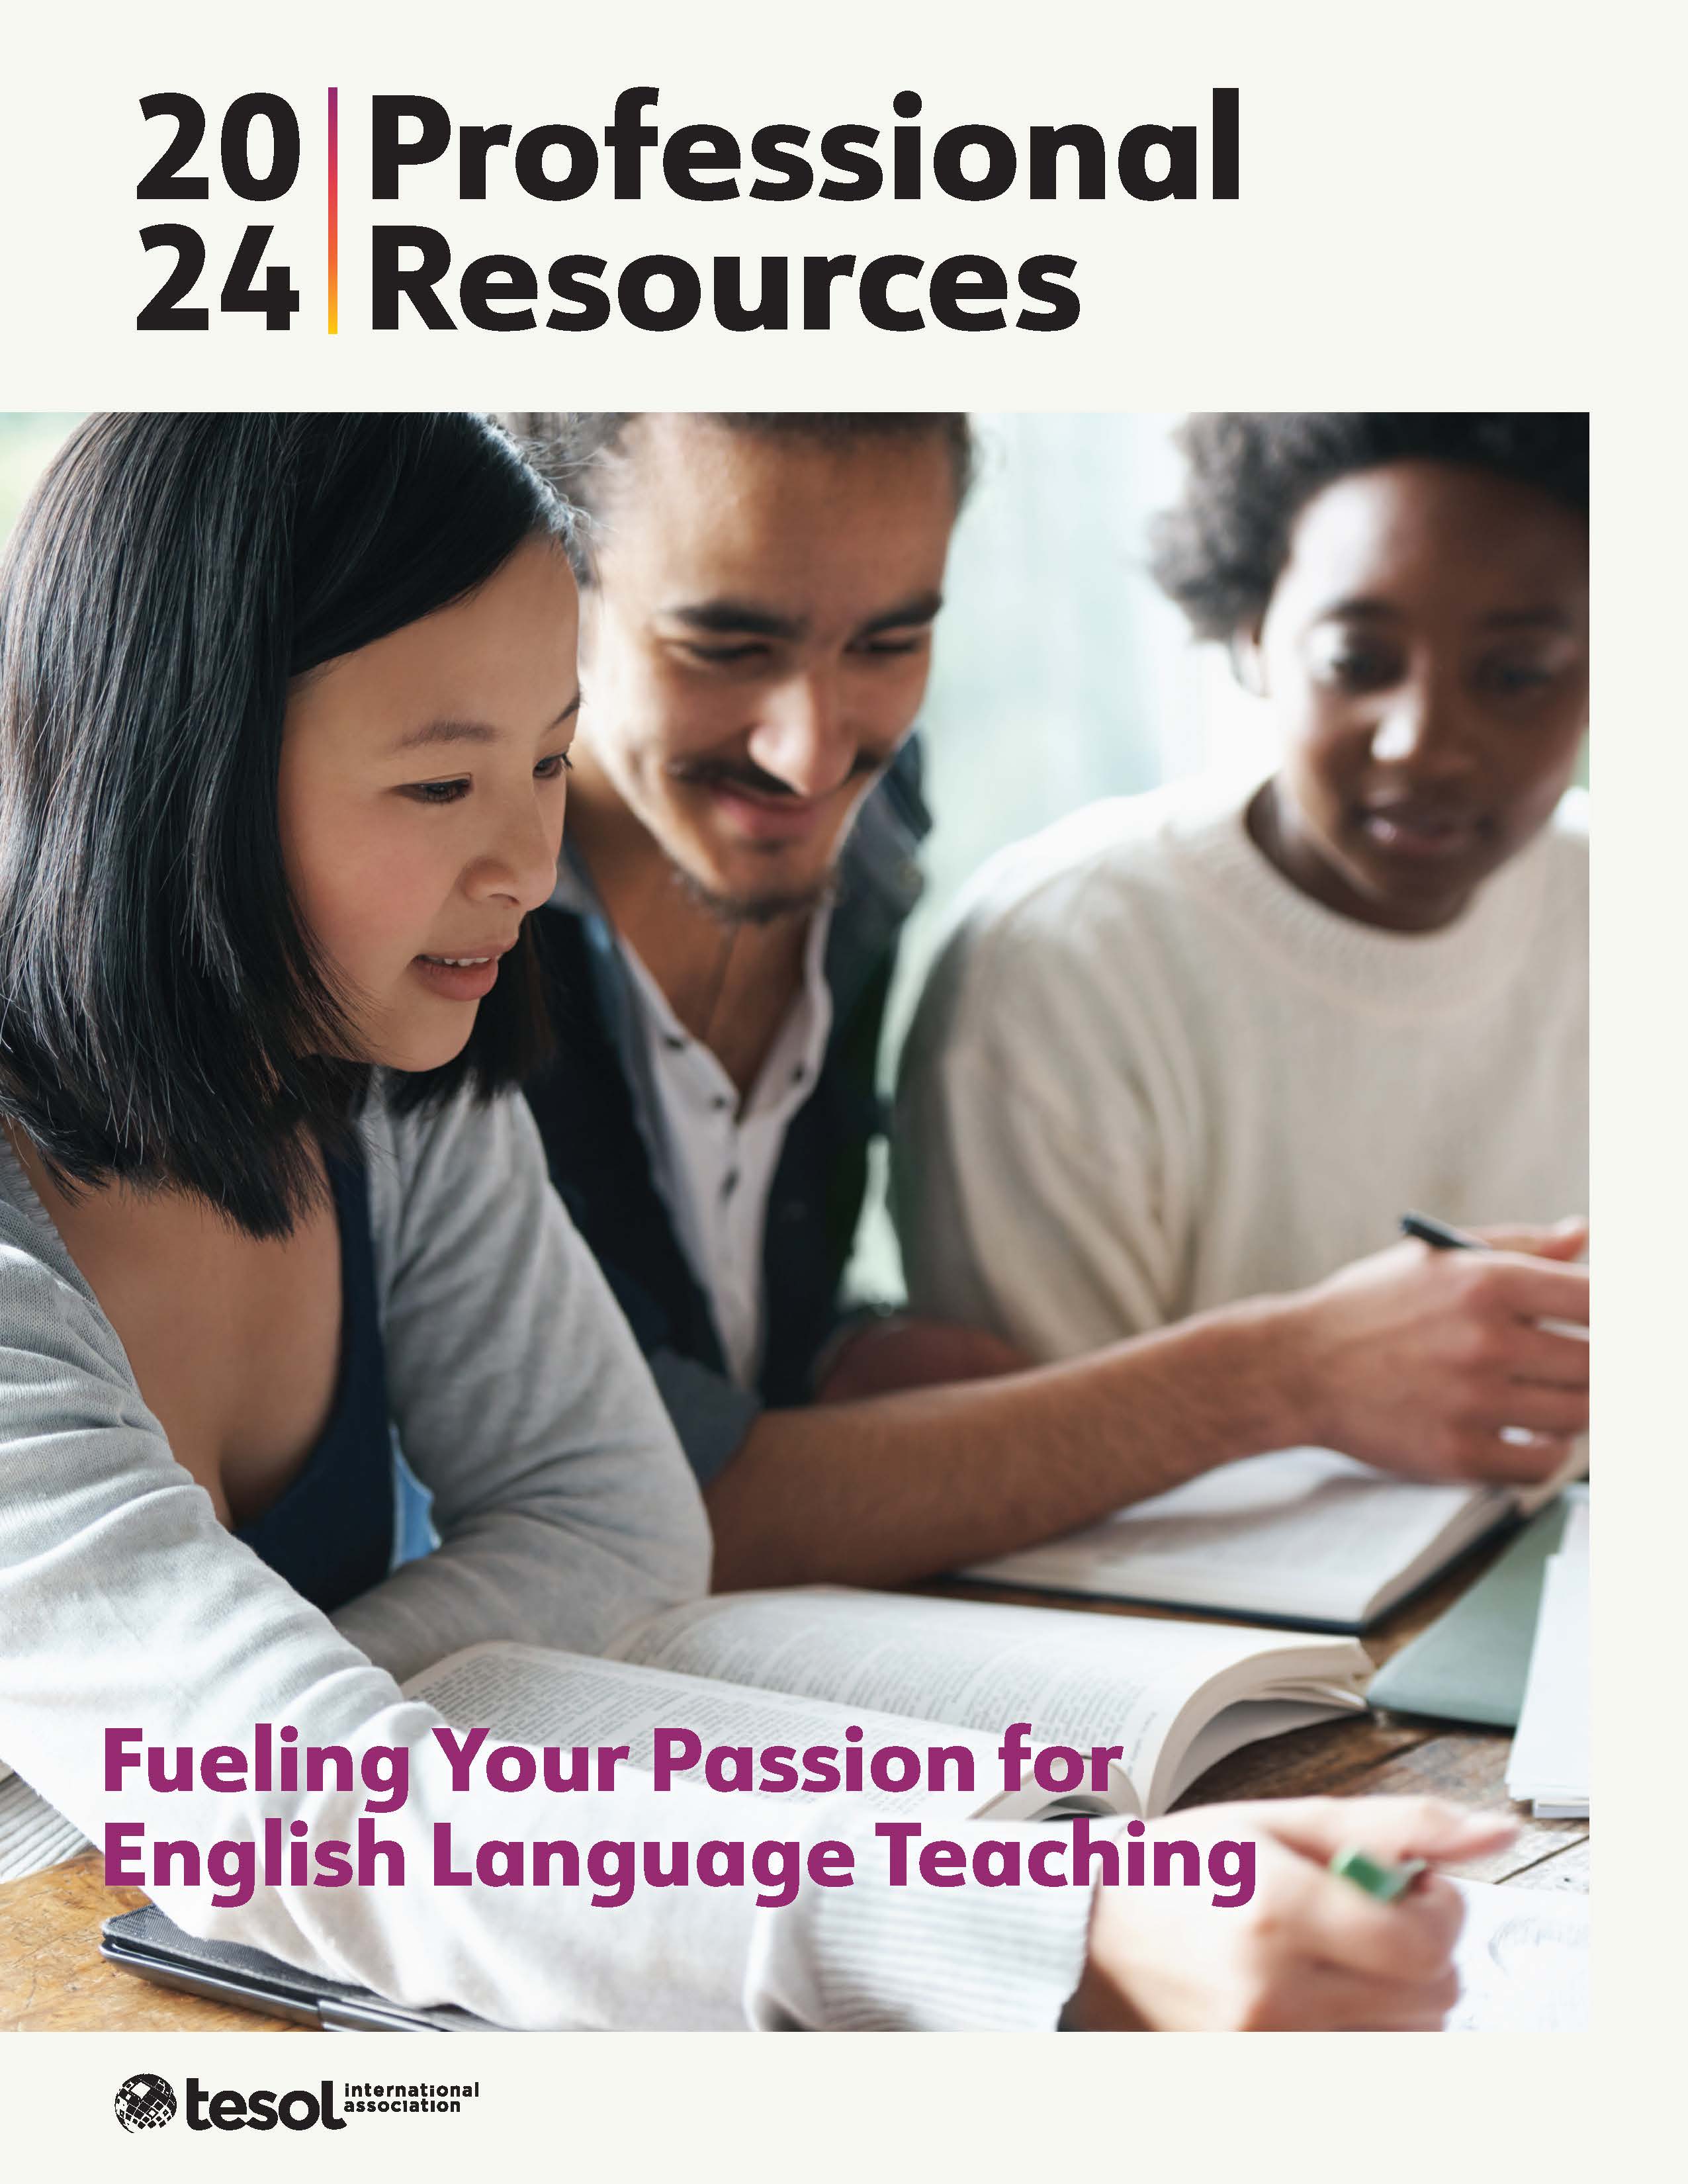 20 Professional
24 Resources
Fueling Your Passion for
English Language Teaching
tesol international
association